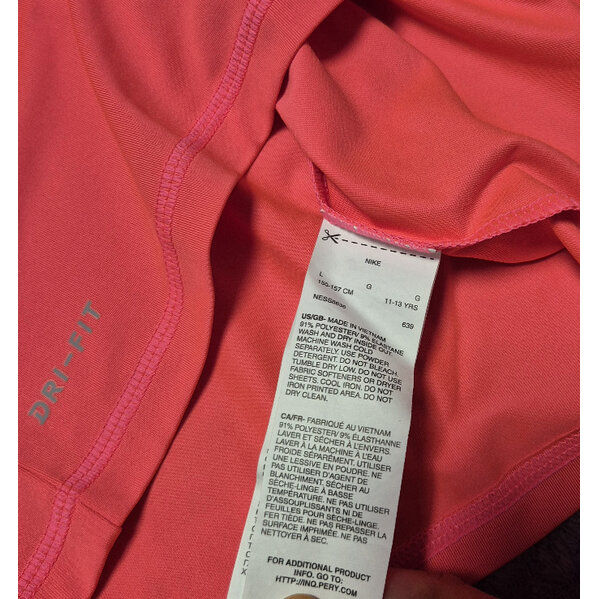 DRI-FIT
NIKE
L G G
150-157 CM 11-13 YRS
639
US/GB- MADE IN VIETNAM
91% POLYESTER/ 9% ELASTANE
WASH AND DRY INSIDE OUT.
MACHINE WASH COLD
SEPARATELY. USE POWDER
DETERGENT. DO NOT BLEACH.
TUMBLE DRY LOW. DO NOT USE
FABRIC SOFTENERS OR DRYER
SHEETS. COOL IRON. DO NOT
IRON PRINTED AREA. DO NOT
DRY CLEAN.
CA/FR- FABRIQUÉ AU VIETNAM
91% POLYESTER/ 9% ÉLASTHANNE
LAVER ET SÉCHER À L'ENVERS.
LAVER À LA MACHINE À L'EAU
FROIDE SÉPARÉMENT. UTILISER
UNE LESSIVE EN POUDRE. NE
PAS UTILISER D'AGENT DE
BLANCHIMENT. SÉCHER AU
SÈCHE-LINGE À BASSE
TEMPÉRATURE. NE PAS UTILISER
D'ASSOUPLISSANTS NI DE
FEUILLES POUR SÈCHE-LINGE.
FER TIÈDE. NE PAS REPASSER LA
SURFACE IMPRIMÉE. NE PAS
NETTOYER À SEC.
FOR ADDITIONAL PRODUCT
INFO. GO TO:
HTTP://INQ.PERY.COM